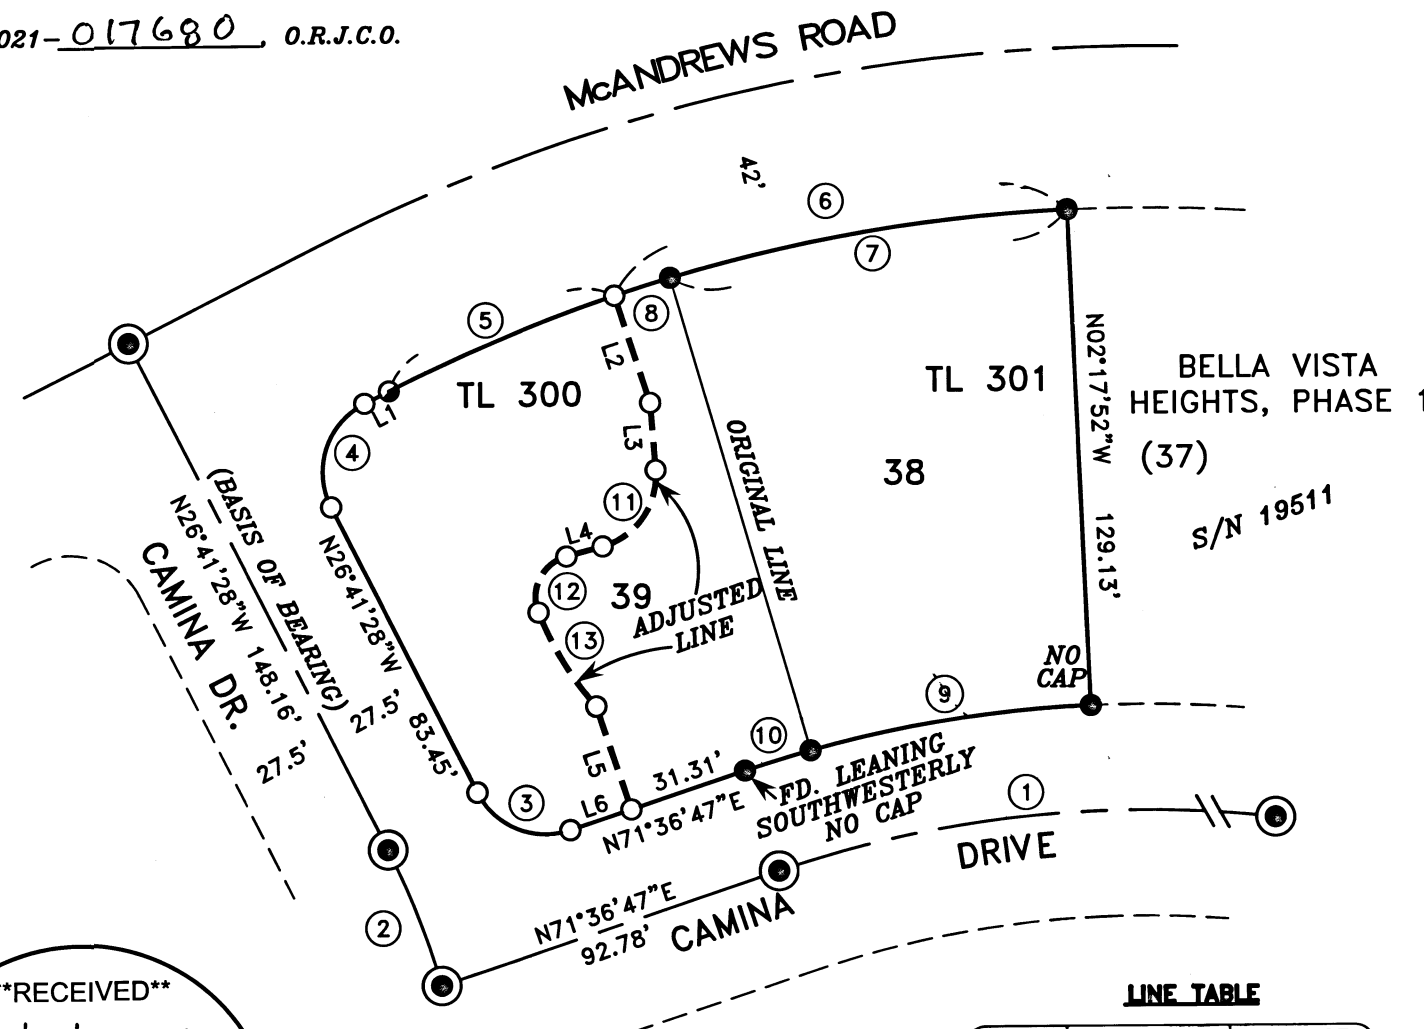 021-017680, O.R.J.C.O.
McANDREWS ROAD
42'
6
7
5
8
L2
TL 300
TL 301
N02°17'52"W 129.13'
BELLA VISTA
HEIGHTS, PHASE 1
(37)
S/N 19511
L1
4
L3
ORIGINAL LINE
38
11
L4
12
39
13
ADJUSTED
LINE
(BASIS OF BEARING)
N26°41'28"W 148.16'
CAMINA DR.
27.5'
N26°41'28"W 83.45'
27.5'
NO
CAP
9
10
L5
31.31'
N71°36'47"E
L6
3
FD. LEANING
SOUTHWESTERLY
NO CAP
1
DRIVE
N71°36'47"E
92.78'
CAMINA
2
*RECEIVED**
LINE TABLE